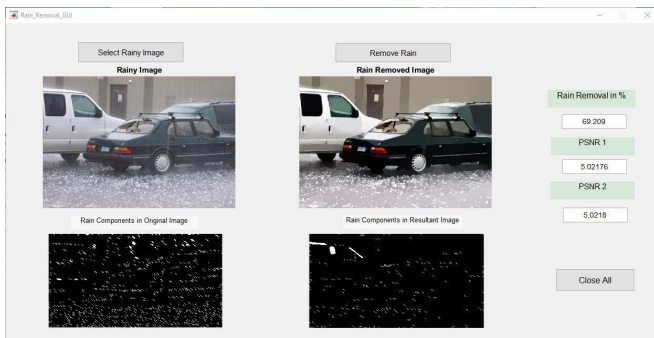 Rain_Removal_GUI
Select Rainy Image
Remove Rain
Rainy Image
Rain Removed Image
Rain Removal in %
69.209
PSNR 1
5.02176
PSNR 2
5.0218
Rain Components in Original Image
Rain Components in Resultant Image
Close All